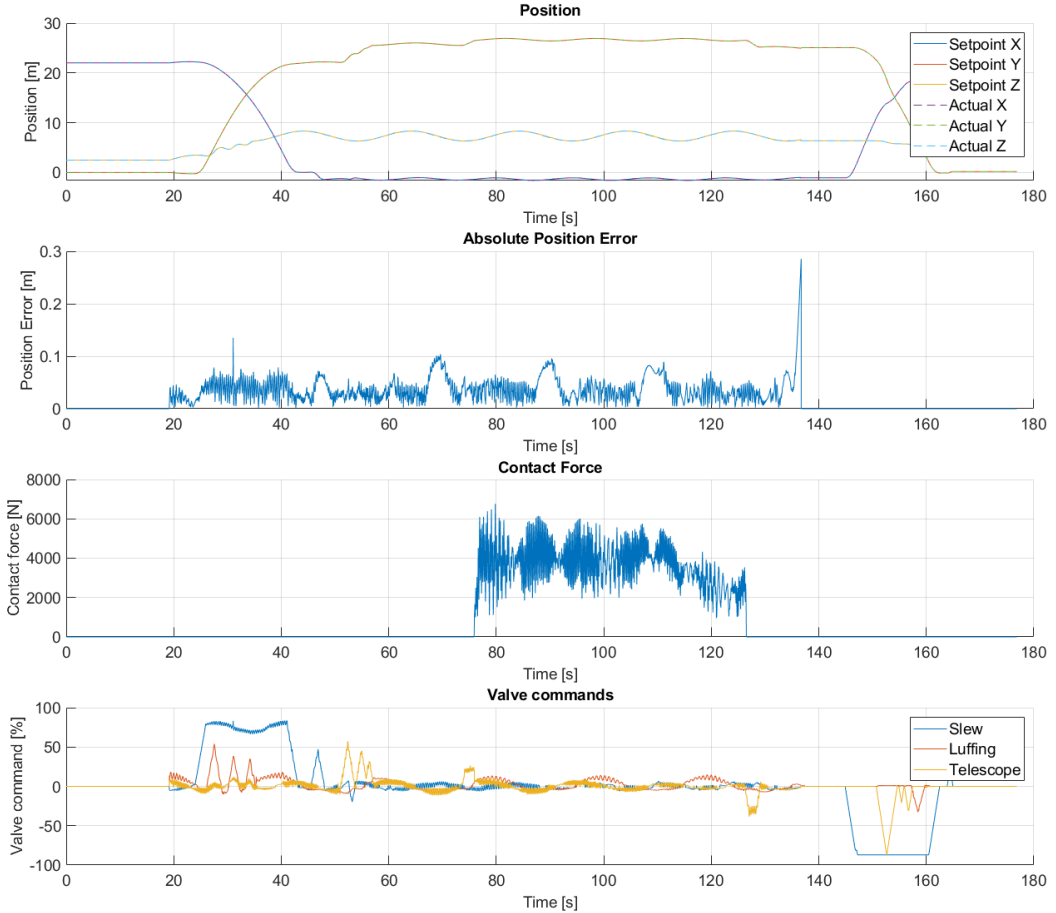 Position
30
20
10
0
Position [m]
Setpoint X
Setpoint Y
Setpoint Z
Actual X
Actual Y
Actual Z
0 20 40 60 80 100 120 140 160 180
Time [s]
Absolute Position Error
0.3
0.2
0.1
0
Position Error [m]
0 20 40 60 80 100 120 140 160 180
Time [s]
Contact Force
8000
6000
4000
2000
0
Contact force [N]
0 20 40 60 80 100 120 140 160 180
Time [s]
Valve commands
100
50
0
-50
-100
Valve command [%]
Slew
Luffing
Telescope
0 20 40 60 80 100 120 140 160 180
Time [s]